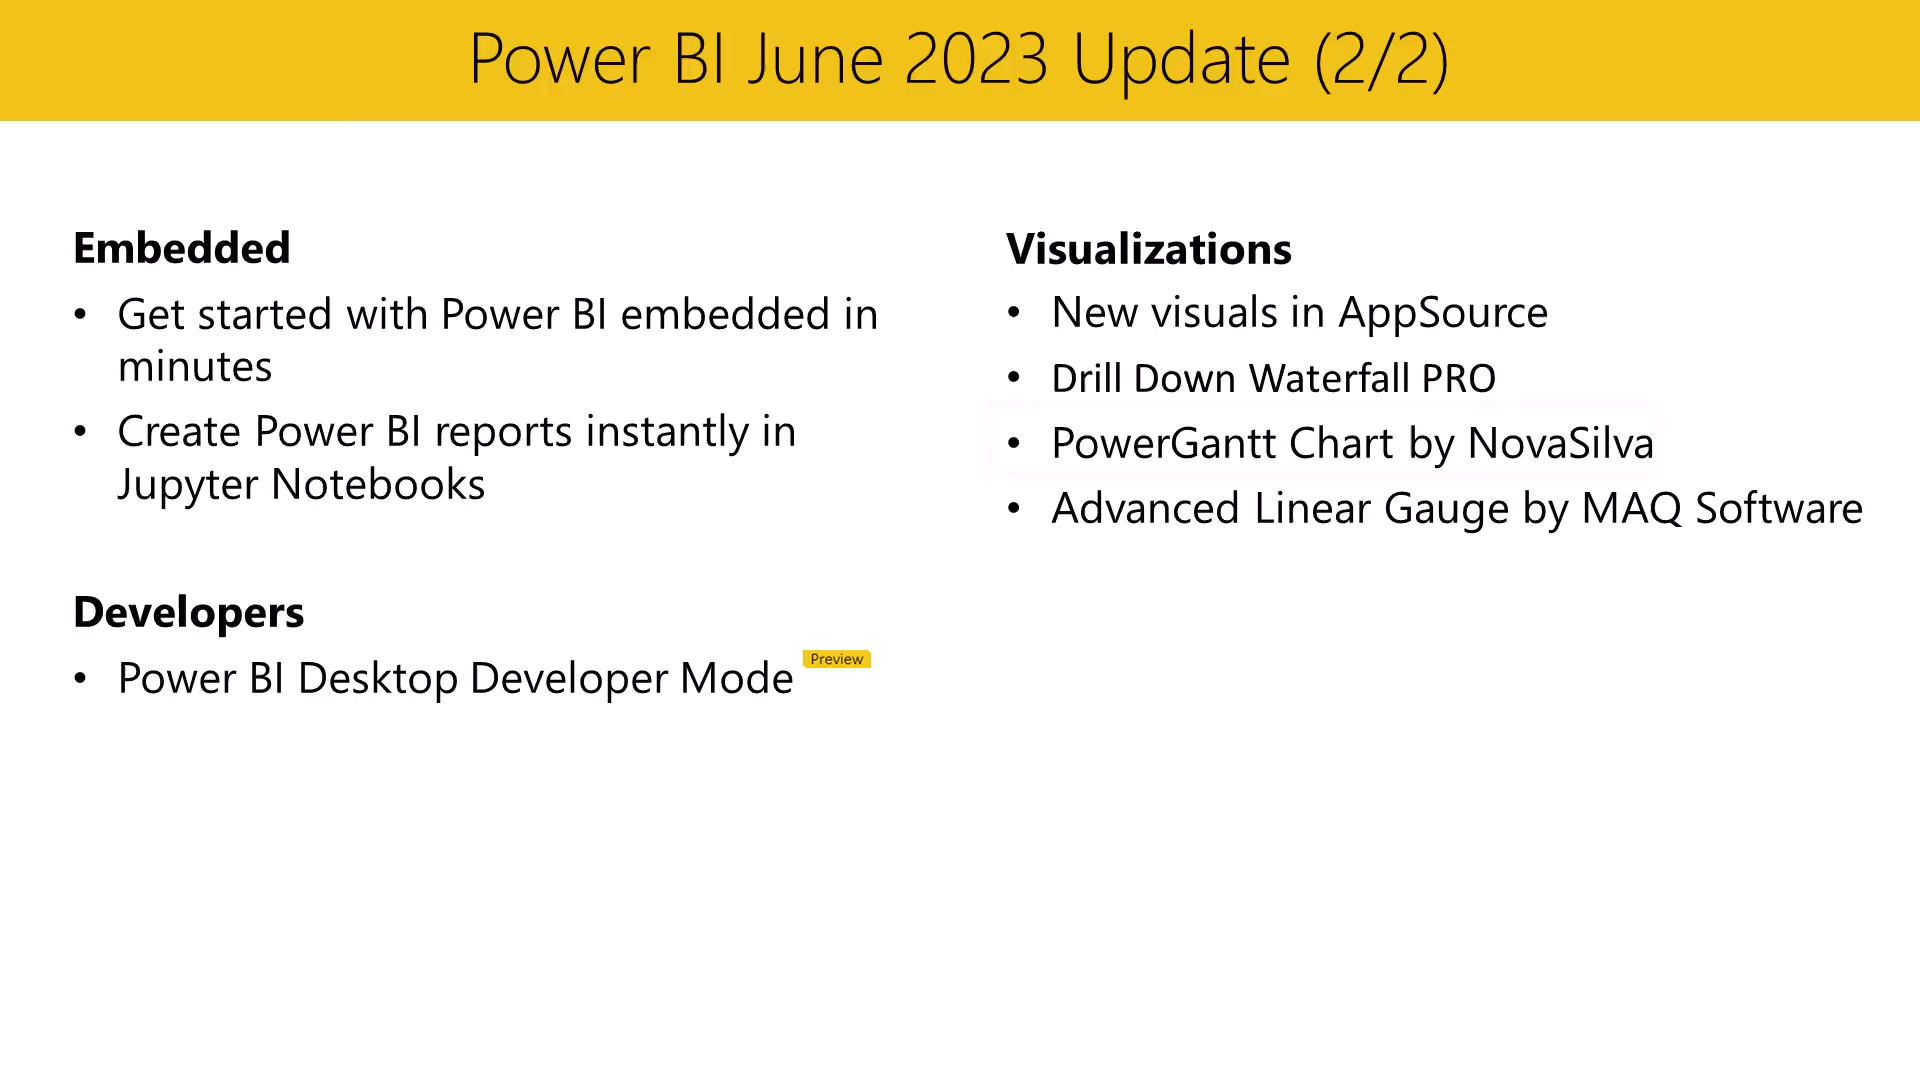 Power BI June 2023 Update (2/2)
Embedded
• Get started with Power BI embedded in
minutes
• Create Power BI reports instantly in
Jupyter Notebooks
Developers
• Power BI Desktop Developer Mode Preview
Visualizations
• New visuals in AppSource
• Drill Down Waterfall PRO
• PowerGantt Chart by NovaSilva
• Advanced Linear Gauge by MAQ Software